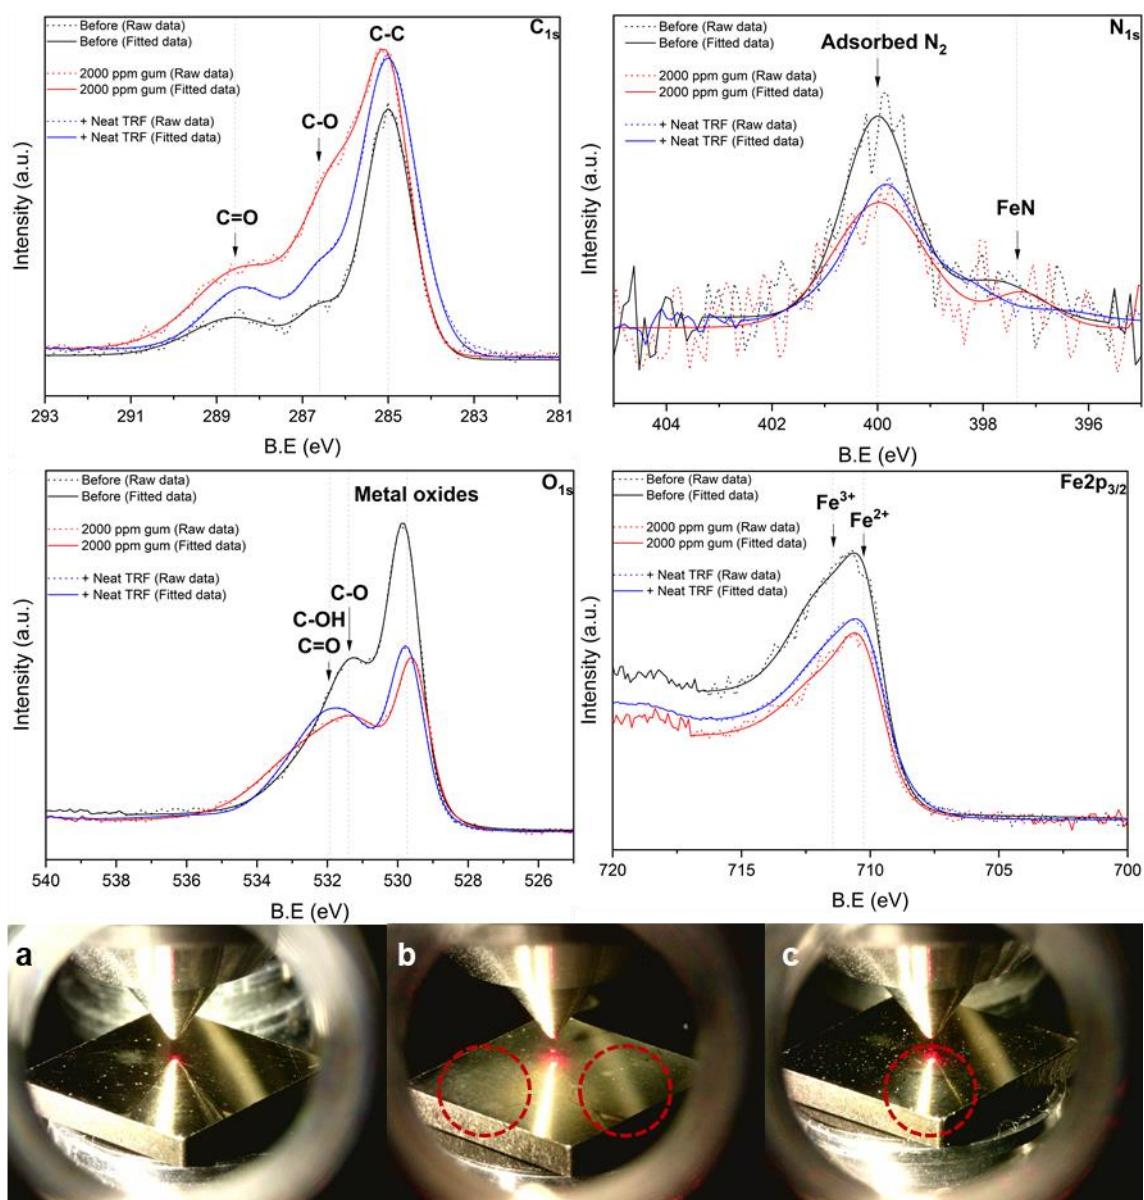 Before (Raw data)
Before (Fitted data)
2000 ppm gum (Raw data)
2000 ppm gum (Fitted data)
+ Neat TRF (Raw data)
+ Neat TRF (Fitted data)
C1s
C-C
C-O
C=O
Intensity (a.u.)
293 291 289 287 285 283 281
B.E (eV)
Before (Raw data)
Before (Fitted data)
2000 ppm gum (Raw data)
2000 ppm gum (Fitted data)
+ Neat TRF (Raw data)
+ Neat TRF (Fitted data)
N1s
Adsorbed N2
FeN
Intensity (a.u.)
404 402 400 398 396
B.E (eV)
Before (Raw data)
Before (Fitted data)
2000 ppm gum (Raw data)
2000 ppm gum (Fitted data)
+ Neat TRF (Raw data)
+ Neat TRF (Fitted data)
O1s
Metal oxides
C-O
C-OH
C=O
Intensity (a.u.)
540 538 536 534 532 530 528 526
B.E (eV)
Before (Raw data)
Before (Fitted data)
2000 ppm gum (Raw data)
2000 ppm gum (Fitted data)
+ Neat TRF (Raw data)
+ Neat TRF (Fitted data)
Fe2p3/2
Fe3+
Fe2+
Intensity (a.u.)
720 715 710 705 700
B.E (eV)
a
b
c